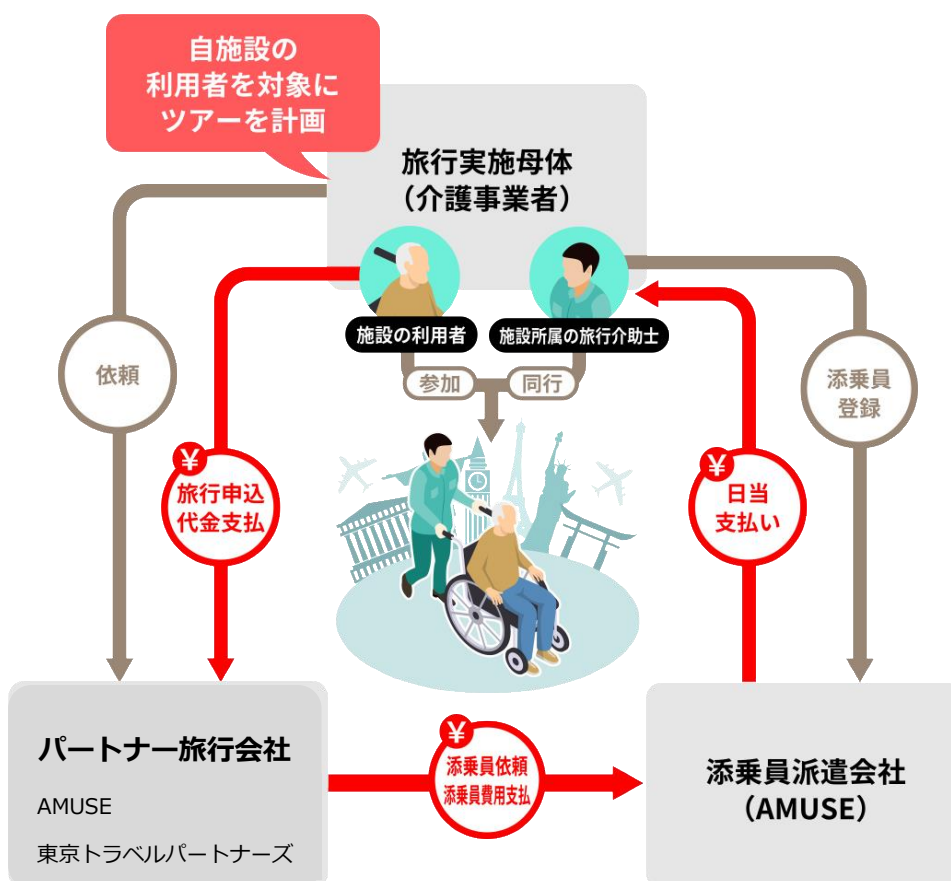 自施設の
利用者を対象に
ツアーを計画
旅行実施母体
（介護事業者）
施設の利用者
施設所属の旅行介助士
参加
同行
依頼
添乗員
登録
¥
旅行申込
代金支払
¥
日当
支払い
パートナー旅行会社
AMUSE
東京トラベルパートナーズ
¥
添乗員依頼
添乗員費用支払
添乗員派遣会社
（AMUSE）